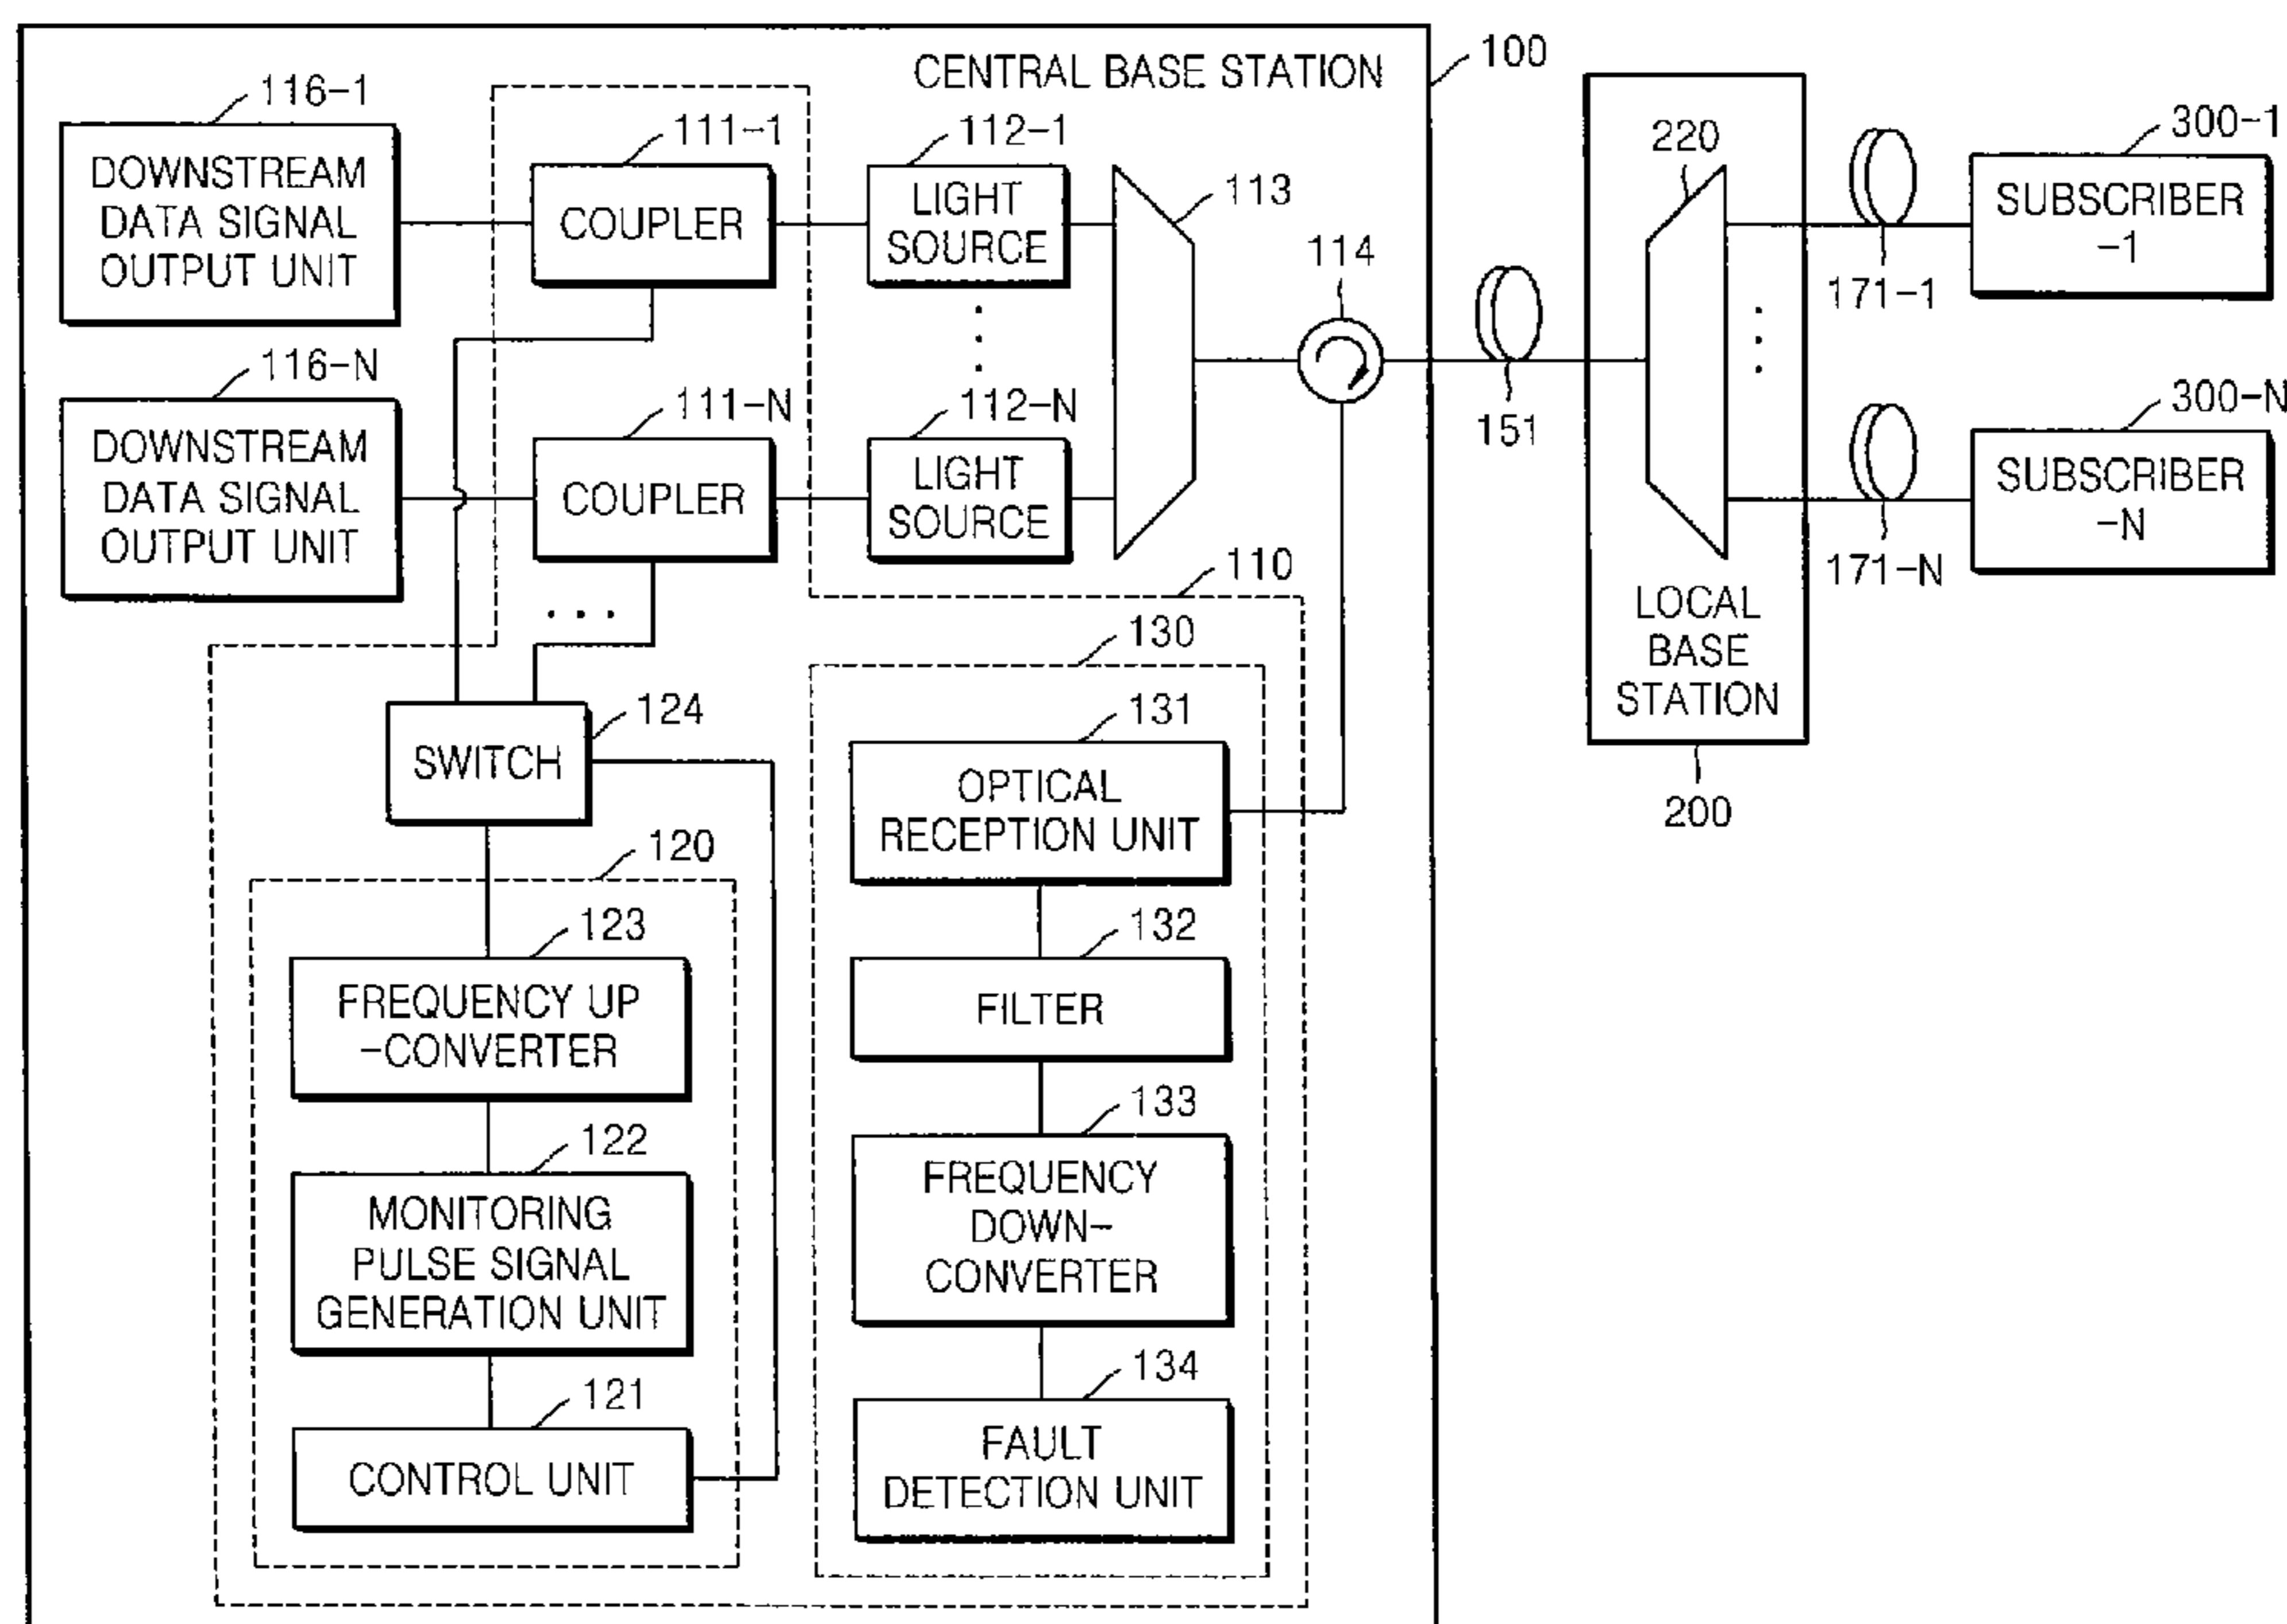 CENTRAL BASE STATION
100
116-1
DOWNSTREAM
DATA SIGNAL
OUTPUT UNIT
111-1
COUPLER
112-1
LIGHT
SOURCE
113
114
151
220
171-1
300-1
SUBSCRIBER
-1
116-N
DOWNSTREAM
DATA SIGNAL
OUTPUT UNIT
111-N
COUPLER
112-N
LIGHT
SOURCE
171-N
300-N
SUBSCRIBER
-N
LOCAL
BASE
STATION
200
110
124
SWITCH
120
123
FREQUENCY UP
-CONVERTER
122
MONITORING
PULSE SIGNAL
GENERATION UNIT
121
CONTROL UNIT
130
131
OPTICAL
RECEPTION UNIT
132
FILTER
133
FREQUENCY
DOWN-
CONVERTER
134
FAULT
DETECTION UNIT